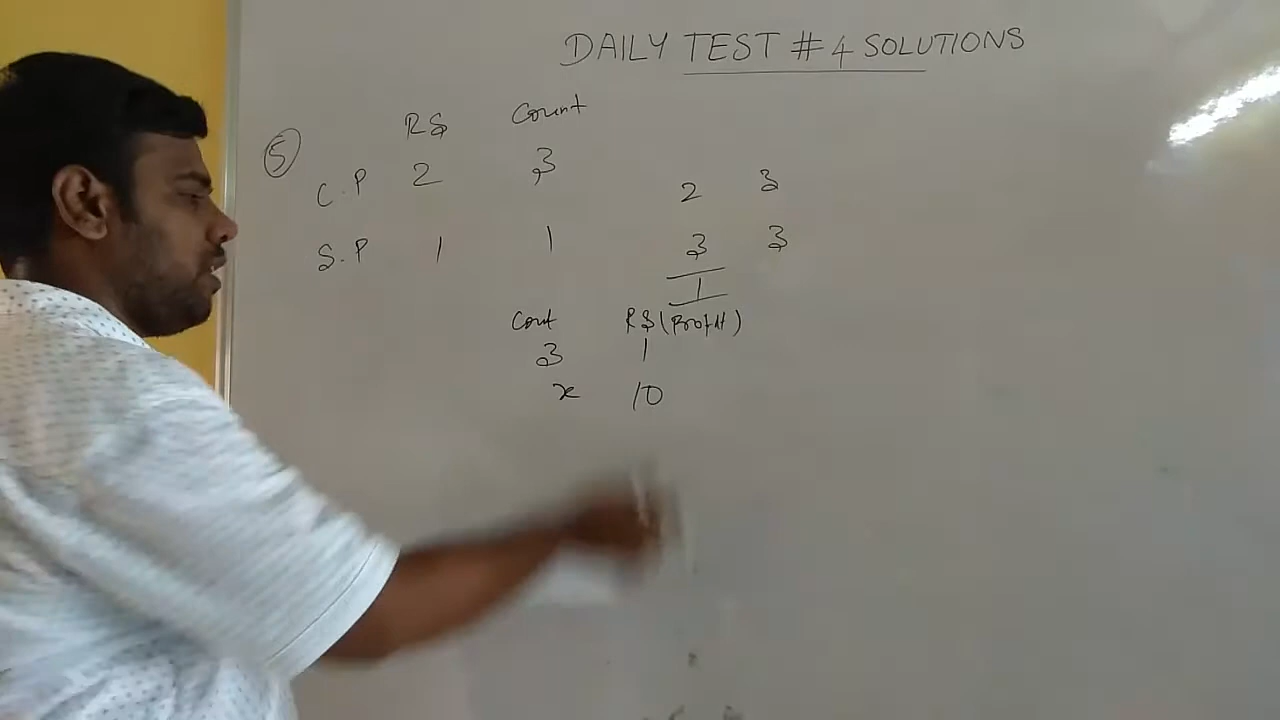 DAILY TEST # 4 SOLUTIONS
RS Count
5
C.P 2 3 2 3
S.P 1 1 3 3
1
Cout RS (Profit)
3 1
x 10